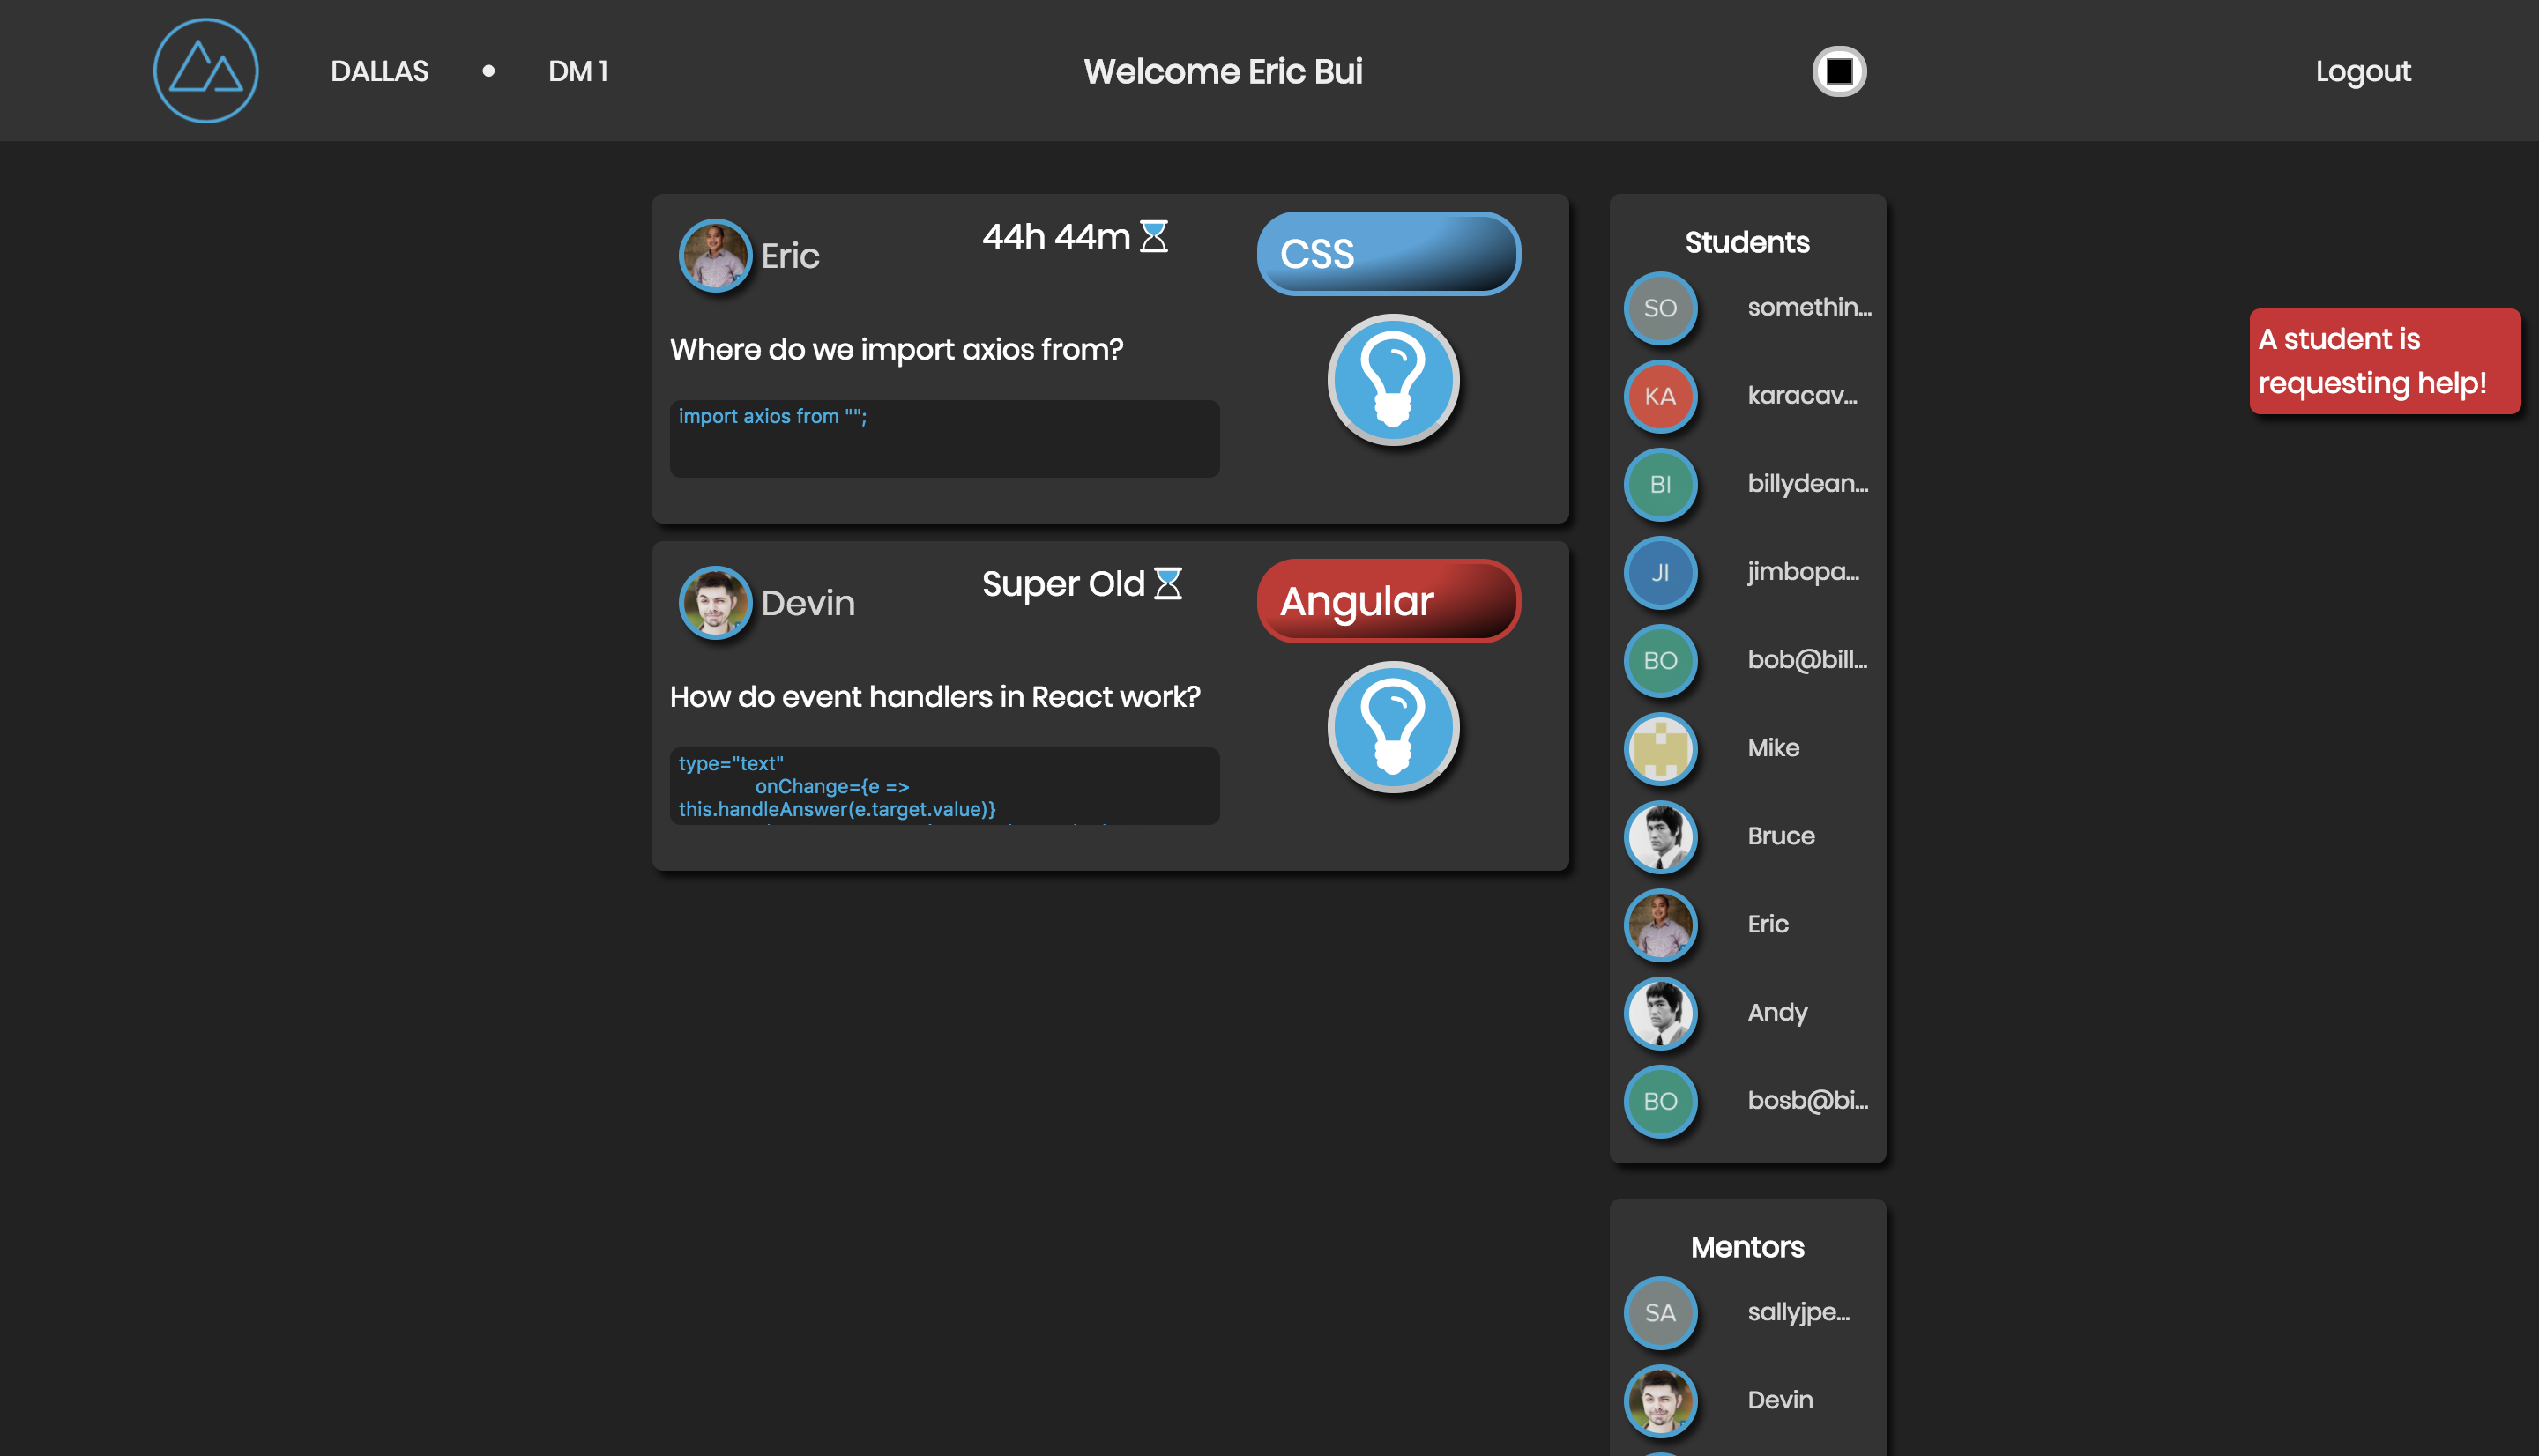 DALLAS • DM 1
Welcome Eric Bui
Logout
Eric
44h 44m
CSS
Where do we import axios from?
import axios from "";
Devin
Super Old
Angular
How do event handlers in React work?
type="text"
onChange={e =>
this.handleAnswer(e.target.value)}
Students
SO somethin...
KA karacav...
BI billydean...
JI jimbopa...
BO bob@bill...
Mike
Bruce
Eric
Andy
BO bosb@bi...
Mentors
SA sallyjpe...
Devin
A student is
requesting help!